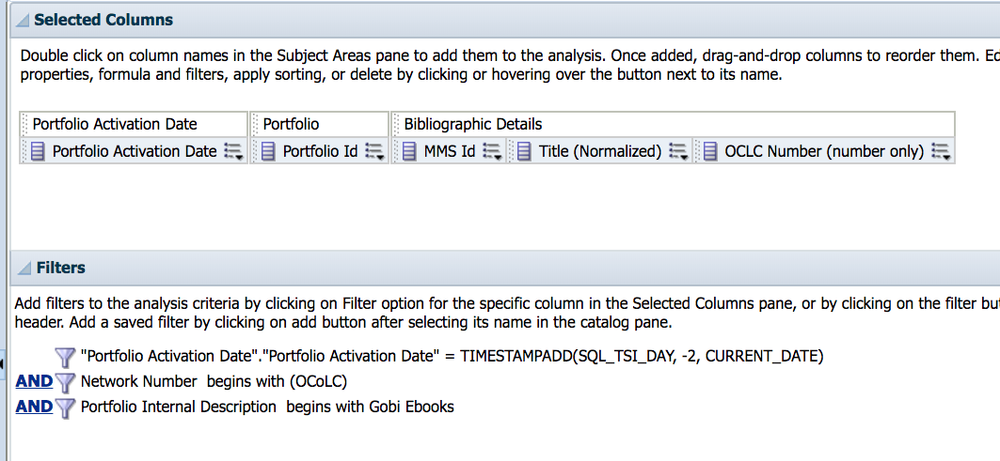 Selected Columns
Double click on column names in the Subject Areas pane to add them to the analysis. Once added, drag-and-drop columns to reorder them.
properties, formula and filters, apply sorting, or delete by clicking or hovering over the button next to its name.
Portfolio Activation Date Portfolio Bibliographic Details
Portfolio Activation Date Portfolio Id MMS Id Title (Normalized) OCLC Number (number only)
Filters
Add filters to the analysis criteria by clicking on Filter option for the specific column in the Selected Columns pane, or by clicking on the filter
header. Add a saved filter by clicking on add button after selecting its name in the catalog pane.
"Portfolio Activation Date"."Portfolio Activation Date" = TIMESTAMPADD(SQL_TSI_DAY, -2, CURRENT_DATE)
AND Network Number begins with (OCoLC)
AND Portfolio Internal Description begins with Gobi Ebooks